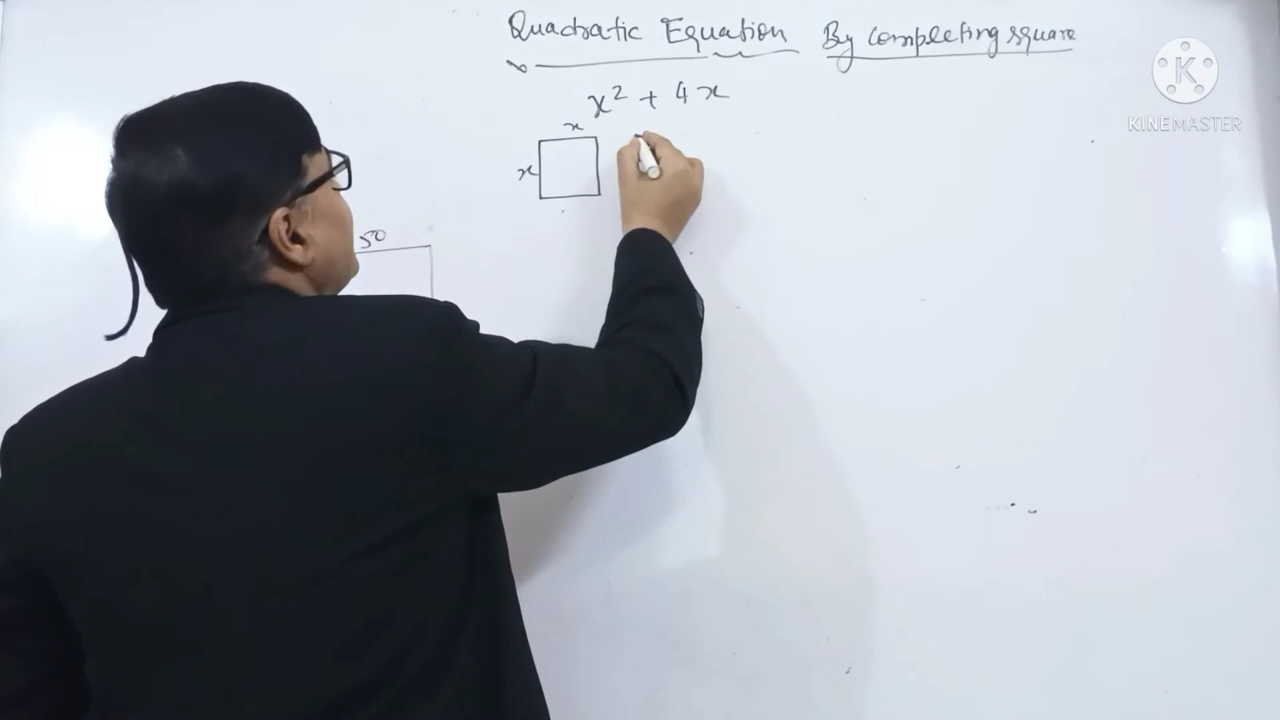 Quadratic Equation By completing square
x² + 4x
x
x
50
K
KINEMASTER